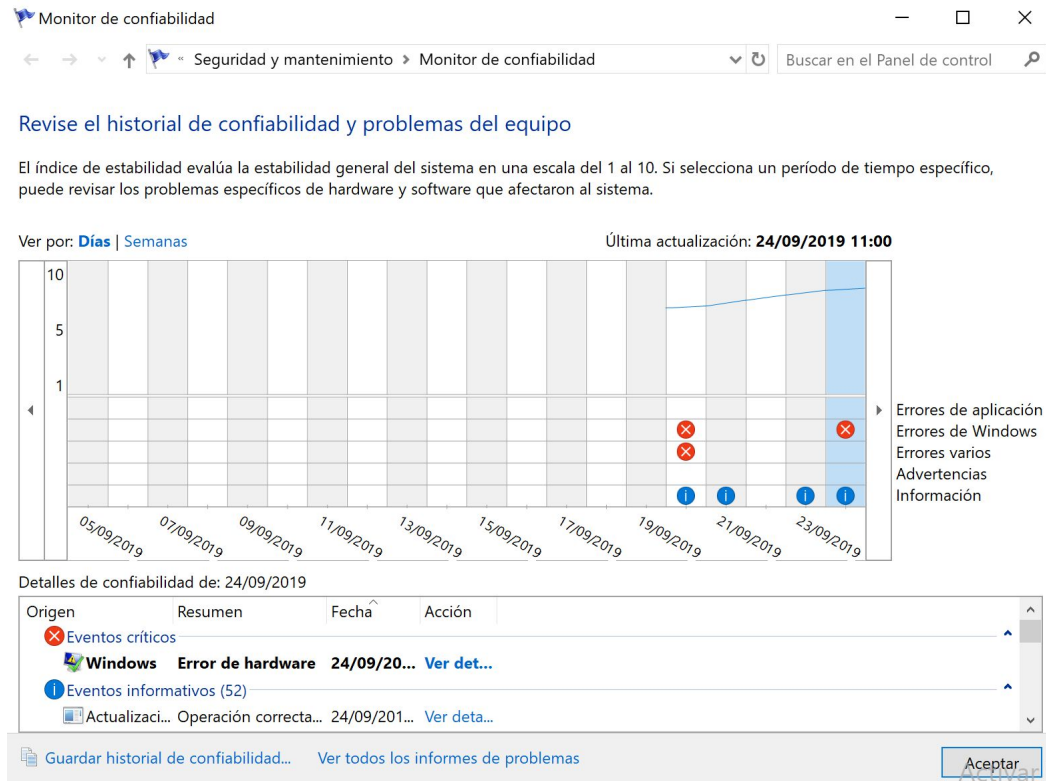 Monitor de confiabilidad
« Seguridad y mantenimiento > Monitor de confiabilidad
Buscar en el Panel de control
Revise el historial de confiabilidad y problemas del equipo
El índice de estabilidad evalúa la estabilidad general del sistema en una escala del 1 al 10. Si selecciona un período de tiempo específico,
puede revisar los problemas específicos de hardware y software que afectaron al sistema.
Ver por: Días | Semanas
Última actualización: 24/09/2019 11:00
10
5
1
Errores de aplicación
Errores de Windows
Errores varios
Advertencias
Información
05/09/2019 07/09/2019 09/09/2019 11/09/2019 13/09/2019 15/09/2019 17/09/2019 19/09/2019 21/09/2019 23/09/2019
Detalles de confiabilidad de: 24/09/2019
Origen Resumen Fecha Acción
Eventos críticos
Windows Error de hardware 24/09/20... Ver det...
Eventos informativos (52)
Actualizaci... Operación correcta... 24/09/201... Ver deta...
Guardar historial de confiabilidad... Ver todos los informes de problemas
Aceptar
Activar